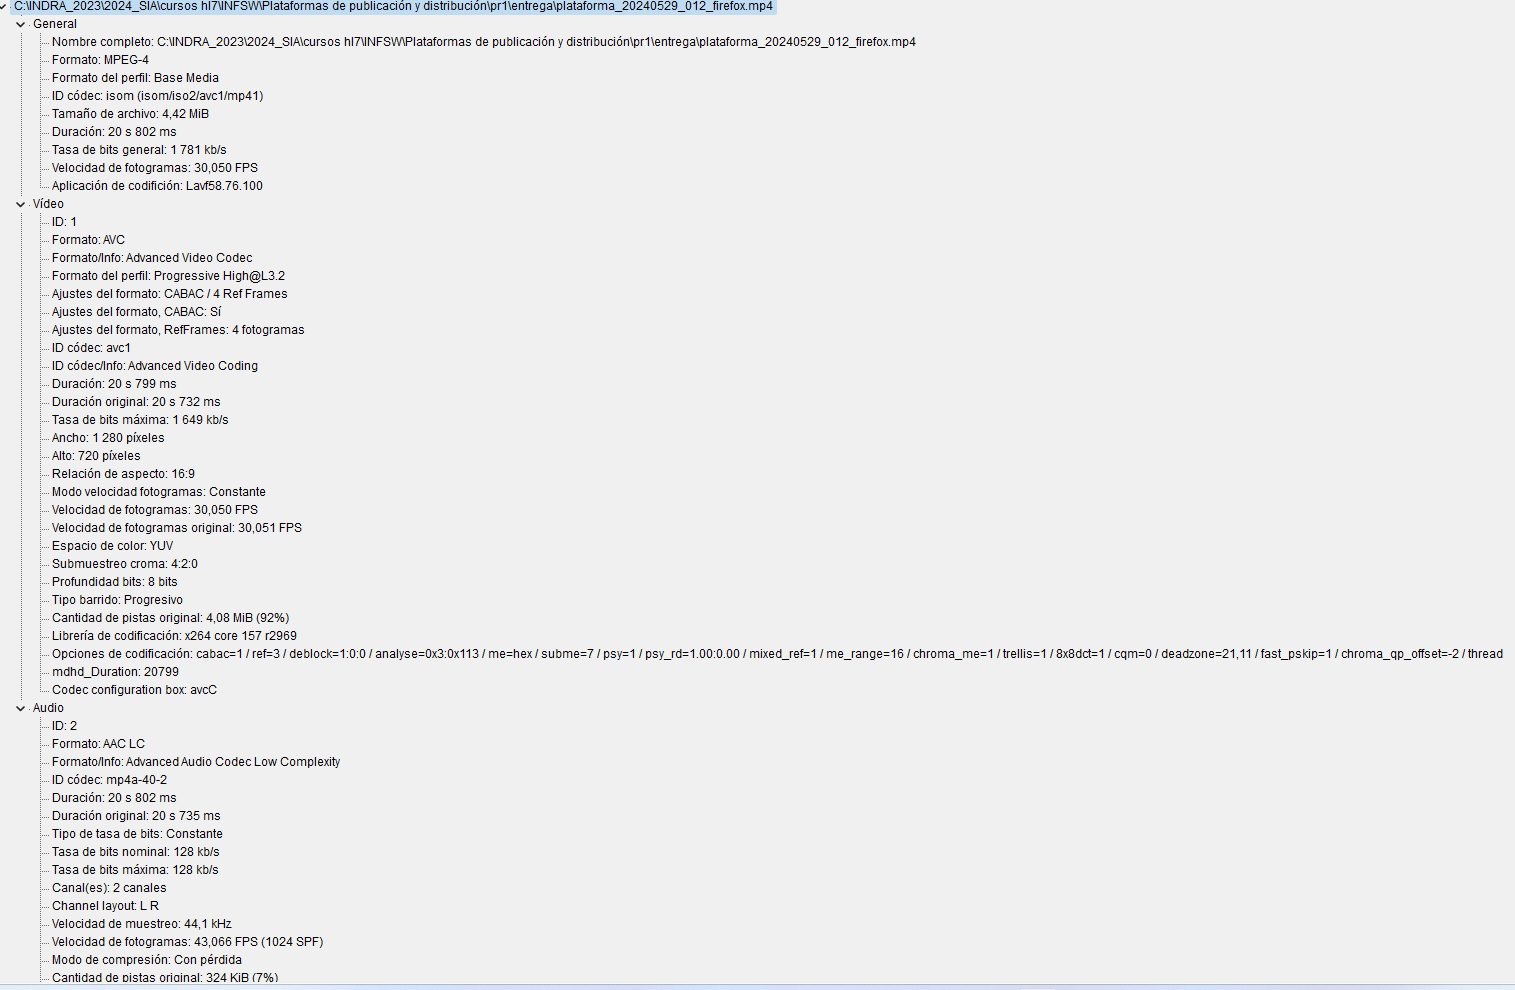 C:\INDRA_2023\2024_SIA\cursos hl7\INFSW\Plataformas de publicación y distribución\pr1\entrega\plataforma_20240529_012_firefox.mp4
General
Nombre completo: C:\INDRA_2023\2024_SIA\cursos hl7\INFSW\Plataformas de publicación y distribución\pr1\entrega\plataforma_20240529_012_firefox.mp4
Formato: MPEG-4
Formato del perfil: Base Media
ID códec: isom (isom/iso2/avc1/mp41)
Tamaño de archivo: 4,42 MiB
Duración: 20 s 802 ms
Tasa de bits general: 1 781 kb/s
Velocidad de fotogramas: 30,050 FPS
Aplicación de codifición: Lavf58.76.100
Vídeo
ID: 1
Formato: AVC
Formato/Info: Advanced Video Codec
Formato del perfil: Progressive High@L3.2
Ajustes del formato: CABAC / 4 Ref Frames
Ajustes del formato, CABAC: Sí
Ajustes del formato, RefFrames: 4 fotogramas
ID códec: avc1
ID códec/Info: Advanced Video Coding
Duración: 20 s 799 ms
Duración original: 20 s 732 ms
Tasa de bits máxima: 1 649 kb/s
Ancho: 1 280 píxeles
Alto: 720 píxeles
Relación de aspecto: 16:9
Modo velocidad fotogramas: Constante
Velocidad de fotogramas: 30,050 FPS
Velocidad de fotogramas original: 30,051 FPS
Espacio de color: YUV
Submuestreo croma: 4:2:0
Profundidad bits: 8 bits
Tipo barrido: Progresivo
Cantidad de pistas original: 4,08 MiB (92%)
Librería de codificación: x264 core 157 r2969
Opciones de codificación: cabac=1 / ref=3 / deblock=1:0:0 / analyse=0x3:0x113 / me=hex / subme=7 / psy=1 / psy_rd=1.00:0.00 / mixed_ref=1 / me_range=16 / chroma_me=1 / trellis=1 / 8x8dct=1 / cqm=0 / deadzone=21,11 / fast_pskip=1 / chroma_qp_offset=-2 / thread
mdhd_Duration: 20799
Codec configuration box: avcC
Audio
ID: 2
Formato: AAC LC
Formato/Info: Advanced Audio Codec Low Complexity
ID códec: mp4a-40-2
Duración: 20 s 802 ms
Duración original: 20 s 735 ms
Tipo de tasa de bits: Constante
Tasa de bits nominal: 128 kb/s
Tasa de bits máxima: 128 kb/s
Canal(es): 2 canales
Channel layout: L R
Velocidad de muestreo: 44,1 kHz
Velocidad de fotogramas: 43,066 FPS (1024 SPF)
Modo de compresión: Con pérdida
Cantidad de pistas original: 324 KiB (7%)